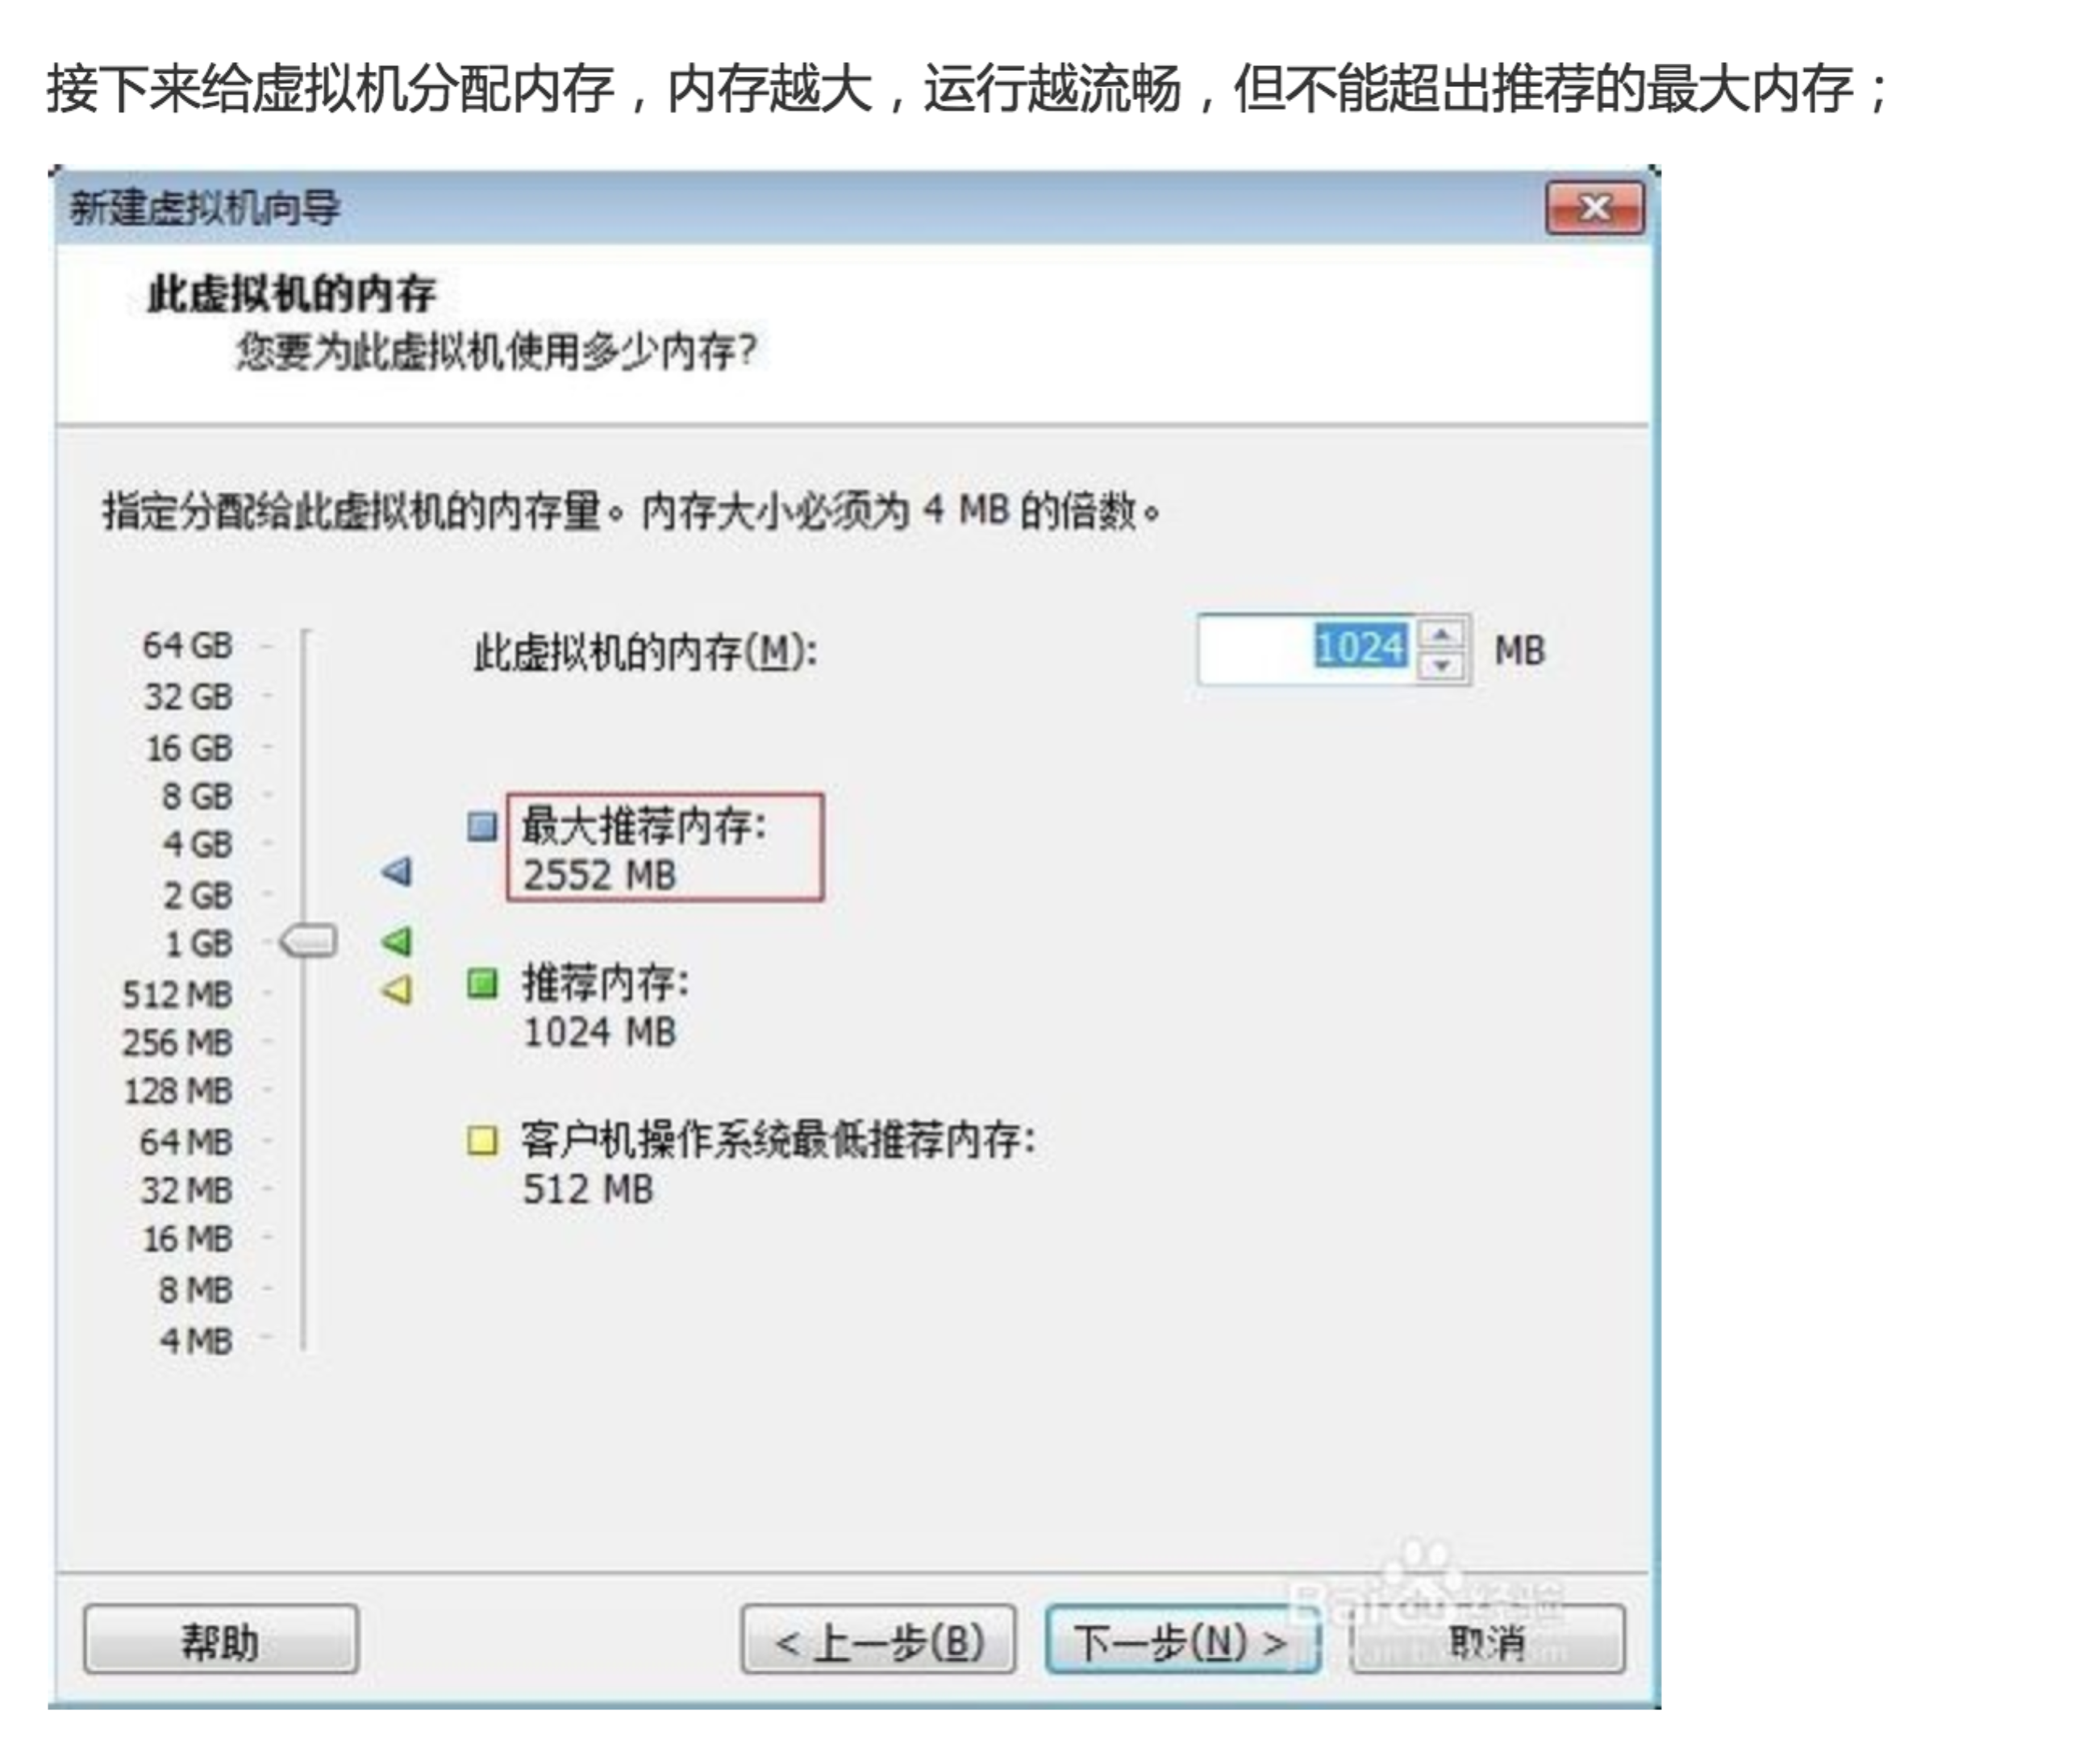 接下来给虚拟机分配内存，内存越大，运行越流畅，但不能超出推荐的最大内存；
新建虚拟机向导
此虚拟机的内存
您要为此虚拟机使用多少内存?
指定分配给此虚拟机的内存量。内存大小必须为 4 MB 的倍数。
64 GB
32 GB
16 GB
8 GB
4 GB
2 GB
1 GB
512 MB
256 MB
128 MB
64 MB
32 MB
16 MB
8 MB
4 MB
此虚拟机的内存(M):
1024 MB
最大推荐内存:
2552 MB
推荐内存:
1024 MB
客户机操作系统最低推荐内存:
512 MB
Baidu 经验
帮助
< 上一步(B)
下一步(N) >
取消